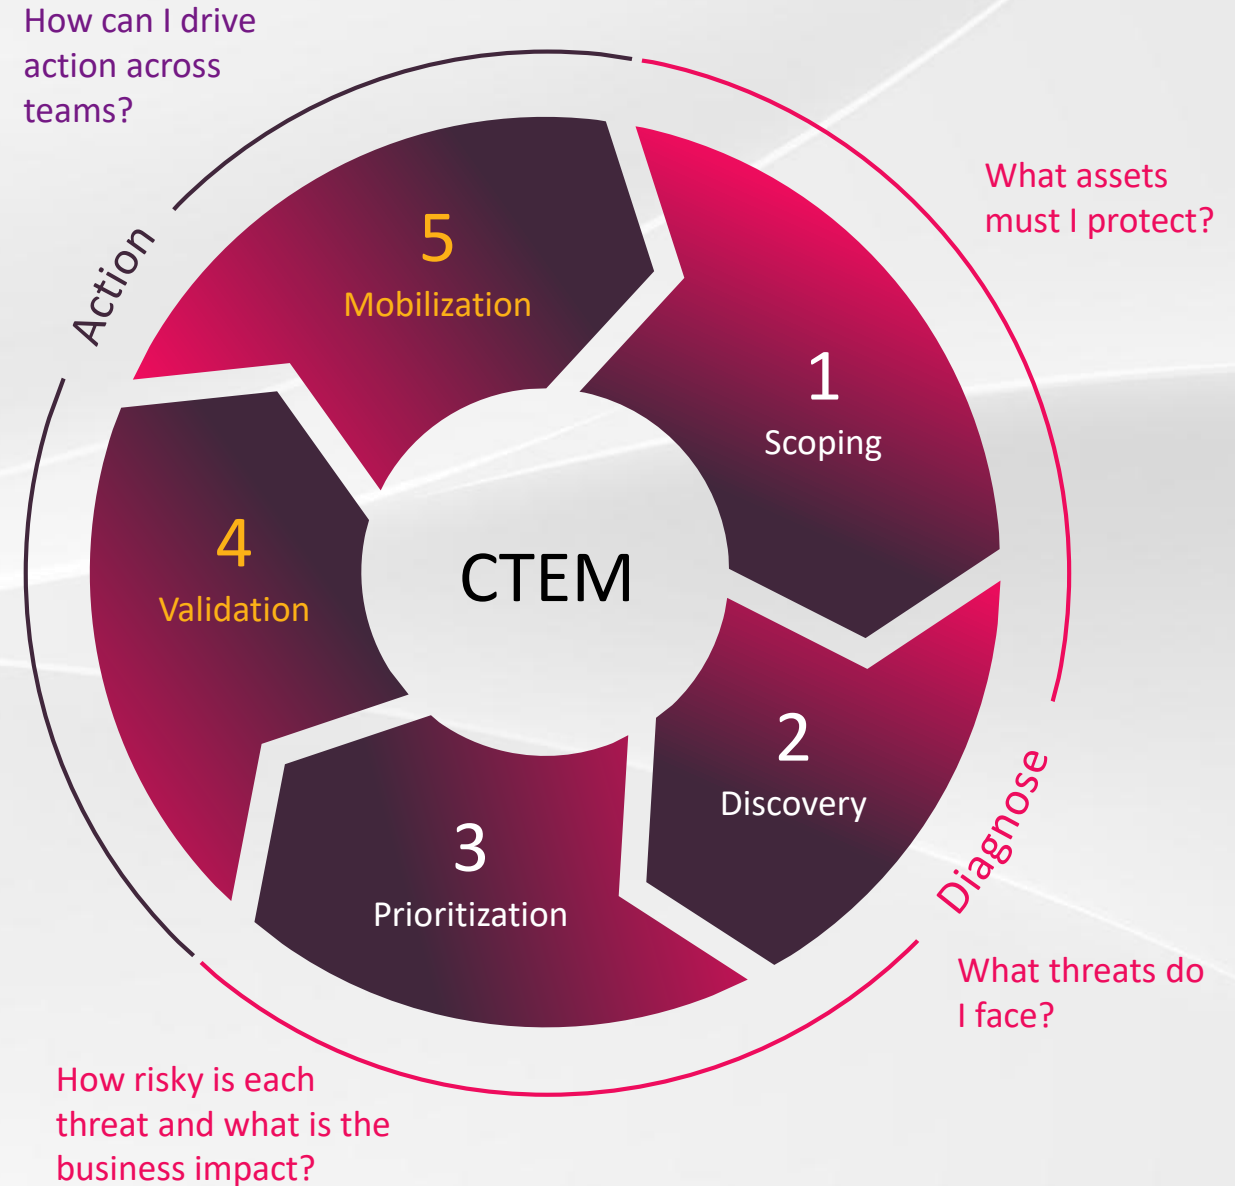 How can I drive
action across
teams?
What assets
must I protect?
Action
5
Mobilization
1
Scoping
4
Validation
CTEM
2
Discovery
Diagnose
3
Prioritization
What threats do
I face?
How risky is each
threat and what is the
business impact?